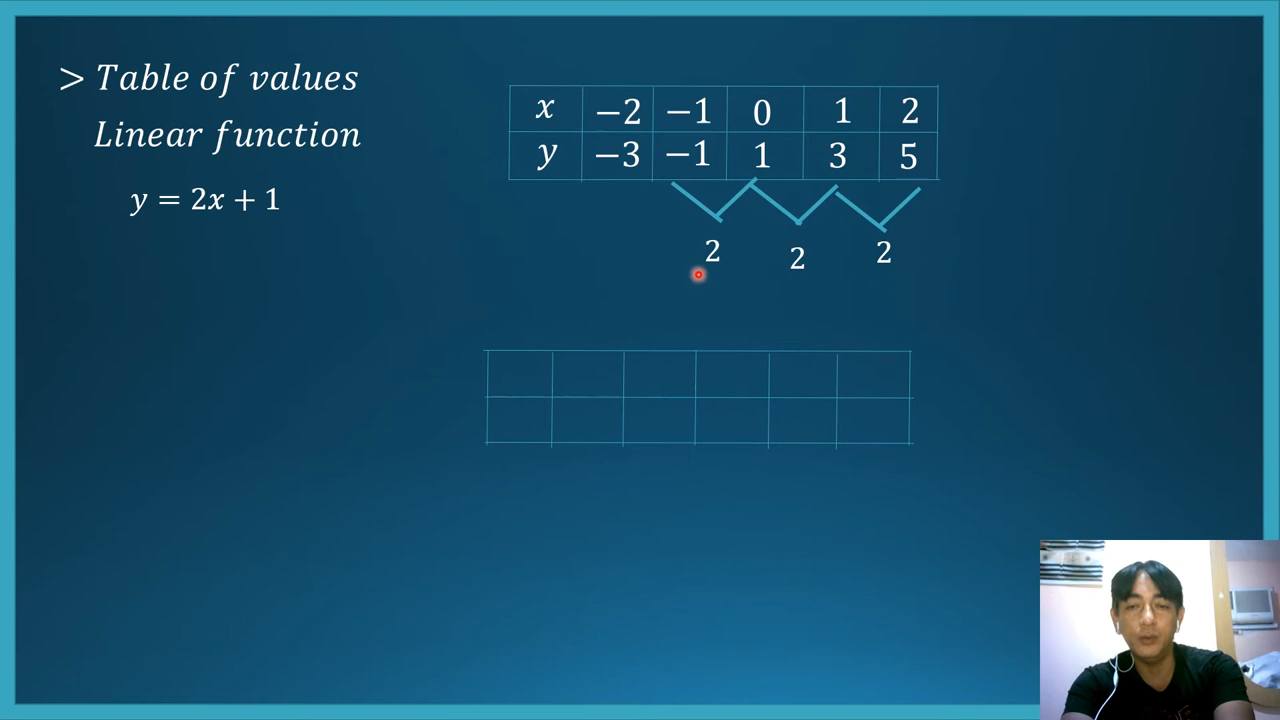 > Table of values
Linear function
y = 2x + 1
x −2 −1 0 1 2
y −3 −1 1 3 5
2 2 2